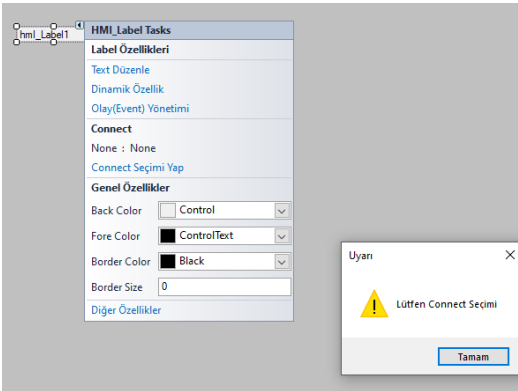 hml_Label1
HMI_Label Tasks
Label Özellikleri
Text Düzenle
Dinamik Özellik
Olay(Event) Yönetimi
Connect
None : None
Connect Seçimi Yap
Genel Özellikler
Back Color Control
Fore Color ControlText
Border Color Black
Border Size 0
Diğer Özellikler
Uyarı
Lütfen Connect Seçimi
Tamam